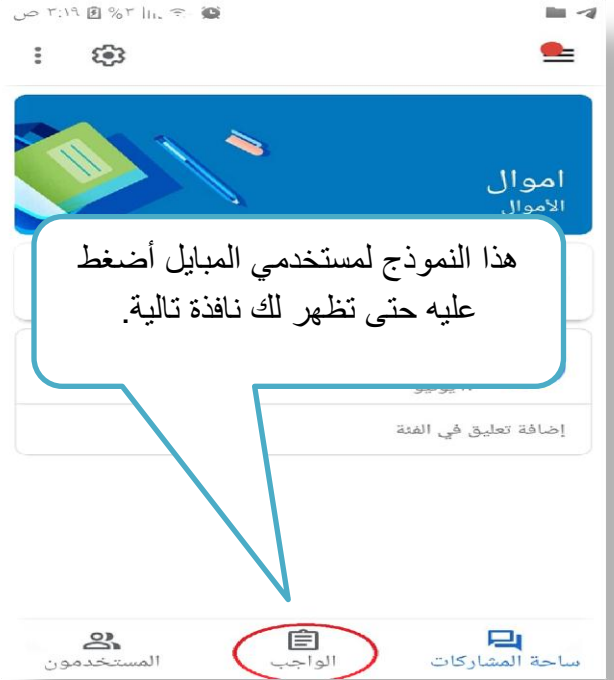 ٣:١٩ ص %٣
اموال
الأموال
هذا النموذج لمستخدمي المبايل أضغط
عليه حتى تظهر لك نافذة تالية.
يونيو
إضافة تعليق في الفئة
ساحة المشاركات
الواجب
المستخدمون